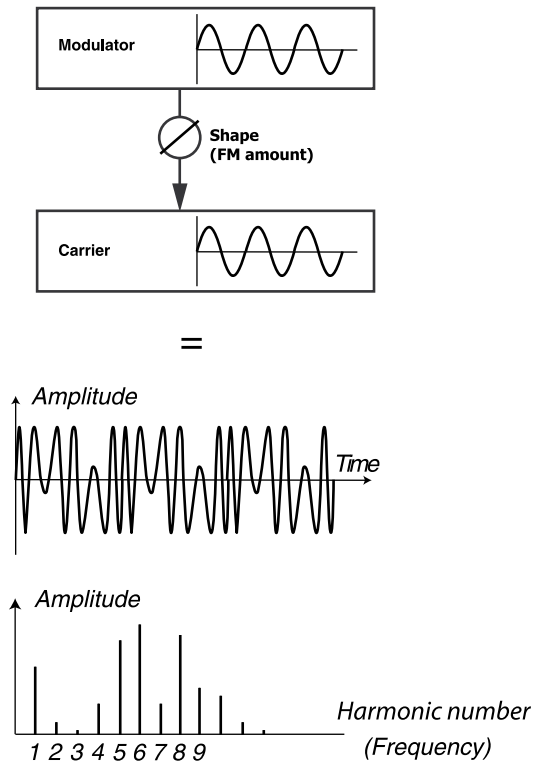 Modulator
Shape
(FM amount)
Carrier
=
Amplitude
Time
Amplitude
Harmonic number
1 2 3 4 5 6 7 8 9
(Frequency)